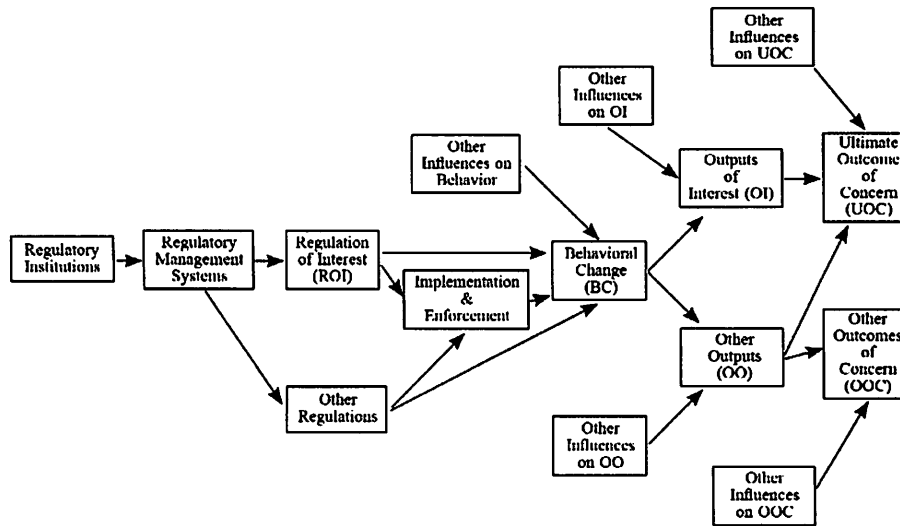 Other
Influences
on UOC
Other
Influences
on OI
Other
Influences on
Behavior
Outputs
of
Interest (OI)
Ultimate
Outcome
of
Concern
(UOC)
Regulatory
Institutions
Regulatory
Management
Systems
Regulation
of Interest
(ROI)
Implementation
&
Enforcement
Behavioral
Change
(BC)
Other
Regulations
Other
Outputs
(OO)
Other
Outcomes
of
Concern
(OOC)
Other
Influences
on OO
Other
Influences
on OOC